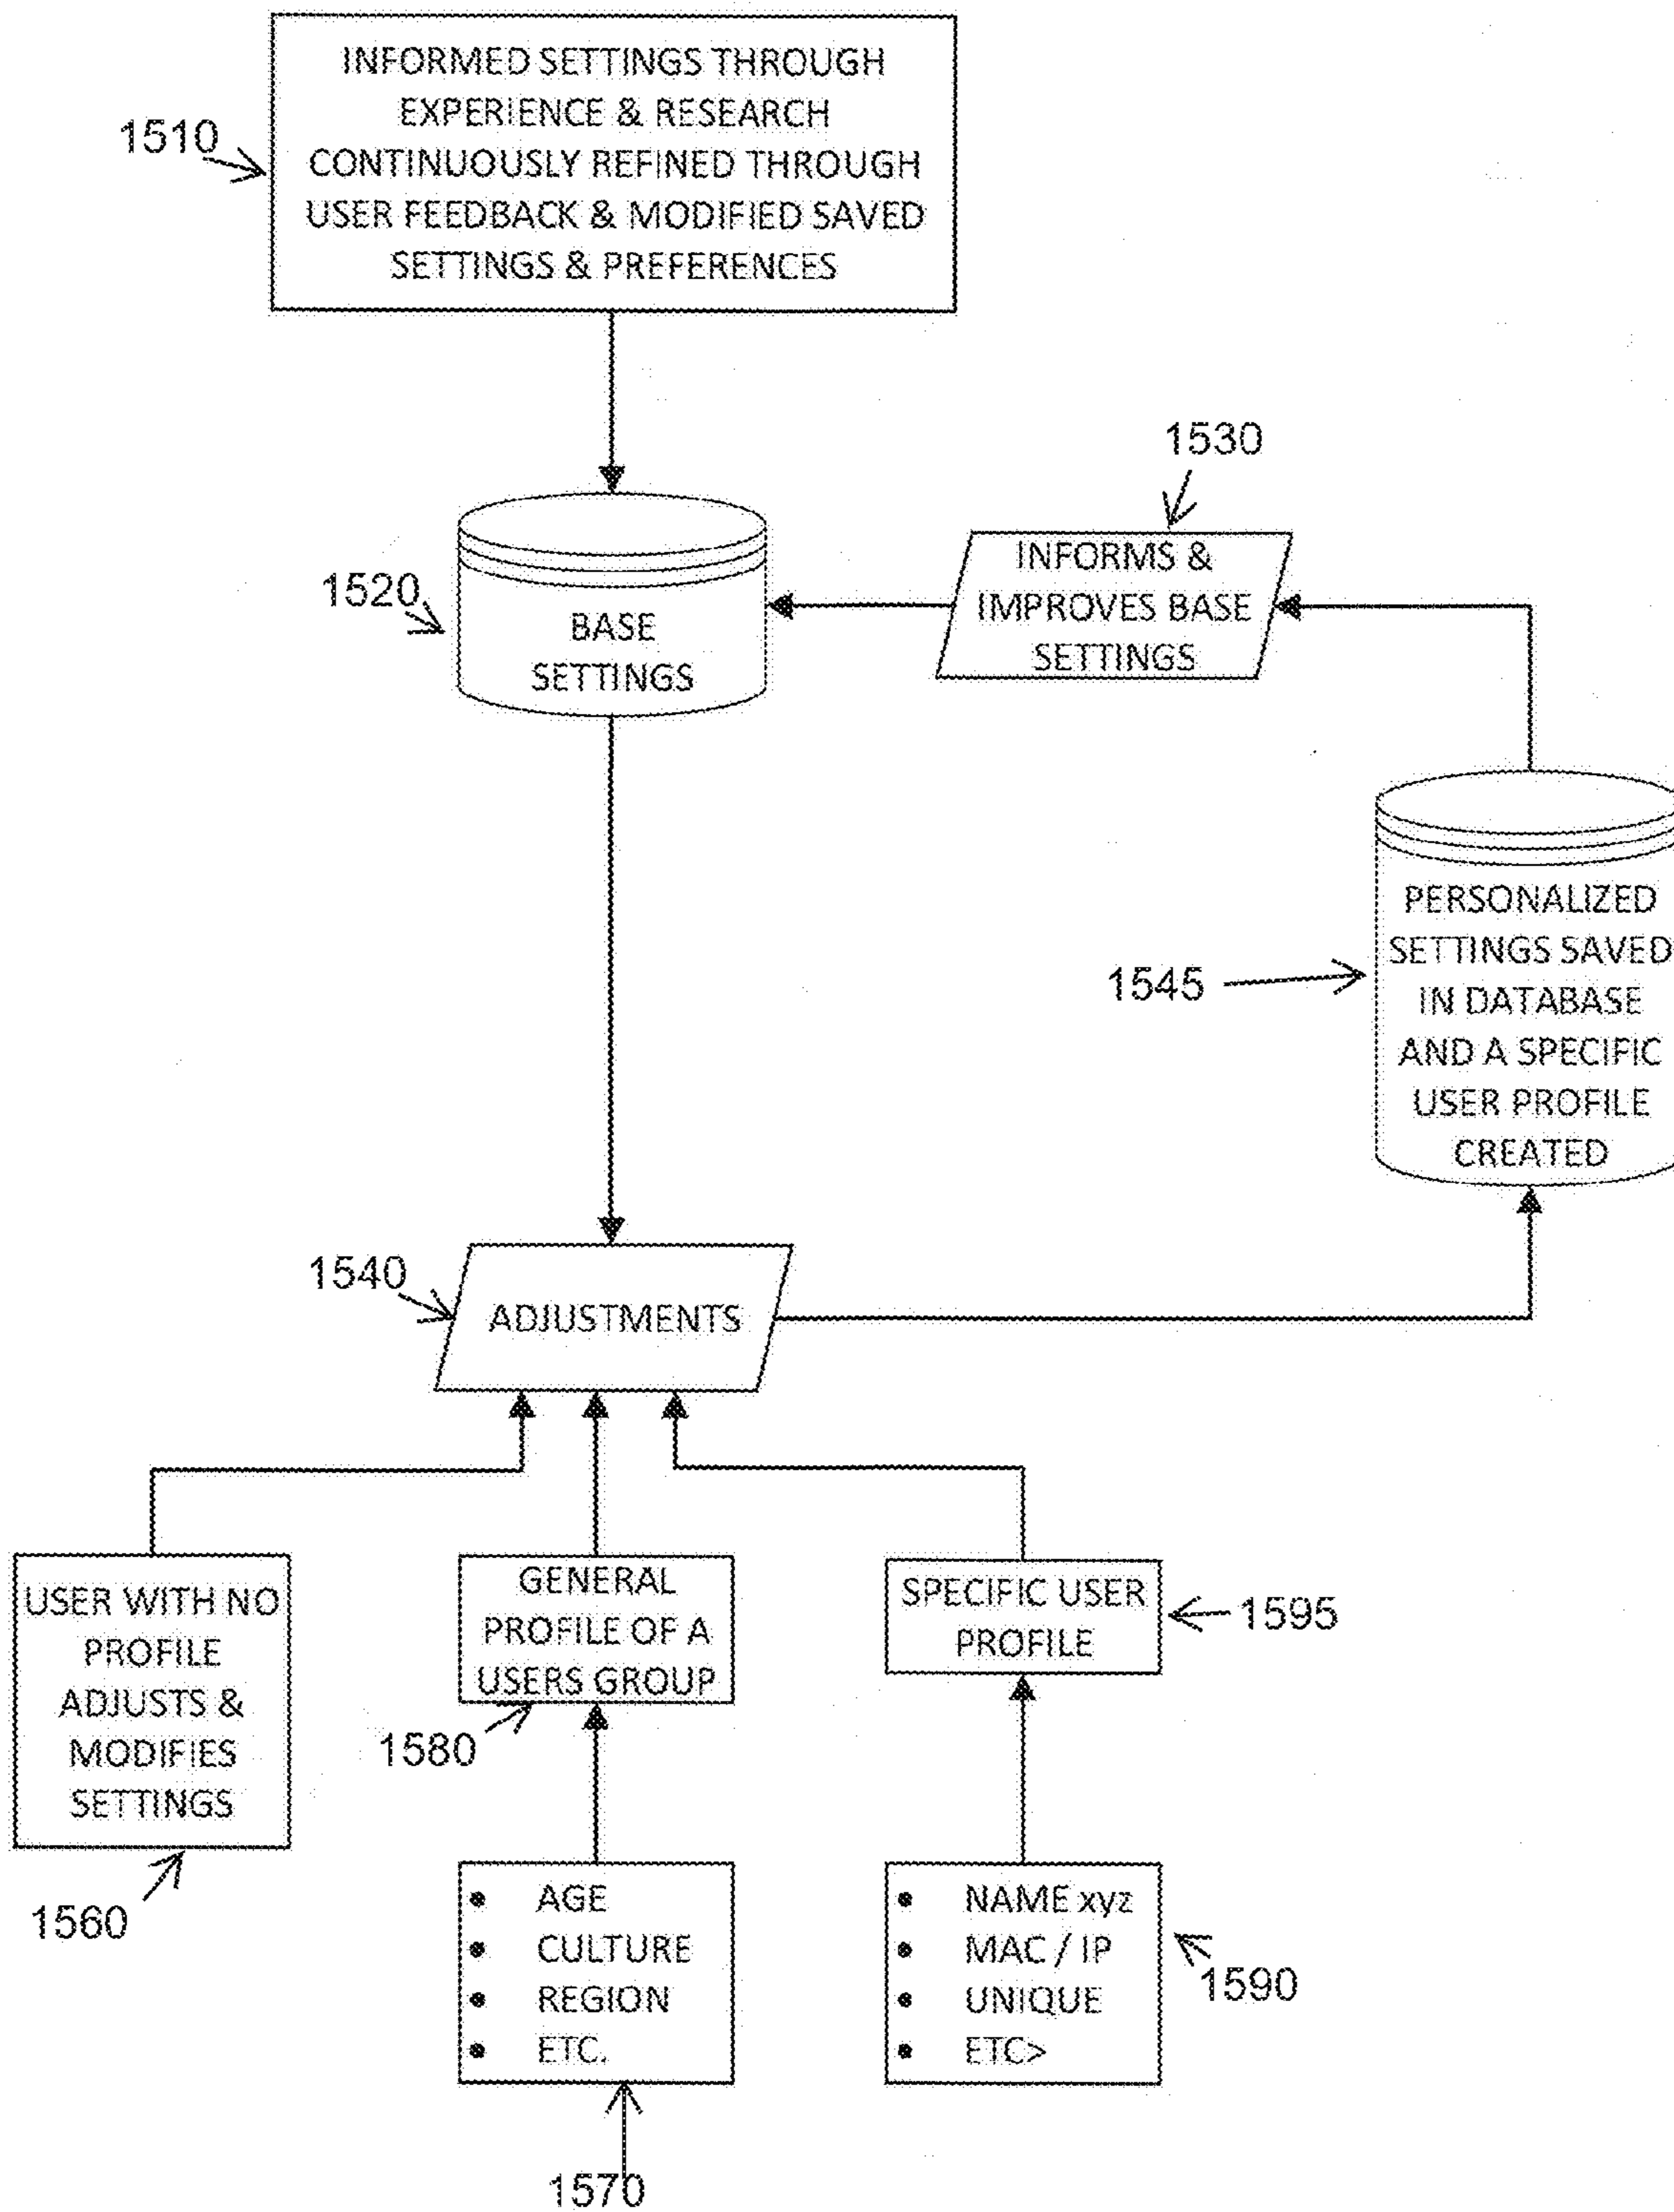 INFORMED SETTINGS THROUGH
EXPERIENCE & RESEARCH
CONTINUOUSLY REFINED THROUGH
USER FEEDBACK & MODIFIED SAVED
SETTINGS & PREFERENCES
1510
1530
INFORMS &
IMPROVES BASE
SETTINGS
1520
BASE
SETTINGS
PERSONALIZED
SETTINGS SAVED
IN DATABASE
AND A SPECIFIC
USER PROFILE
CREATED
1545
1540
ADJUSTMENTS
USER WITH NO
PROFILE
ADJUSTS &
MODIFIES
SETTINGS
1560
GENERAL
PROFILE OF A
USERS GROUP
1580
SPECIFIC USER
PROFILE
1595
• AGE
• CULTURE
• REGION
• ETC.
1570
• NAME xyz
• MAC / IP
• UNIQUE
• ETC>
1590